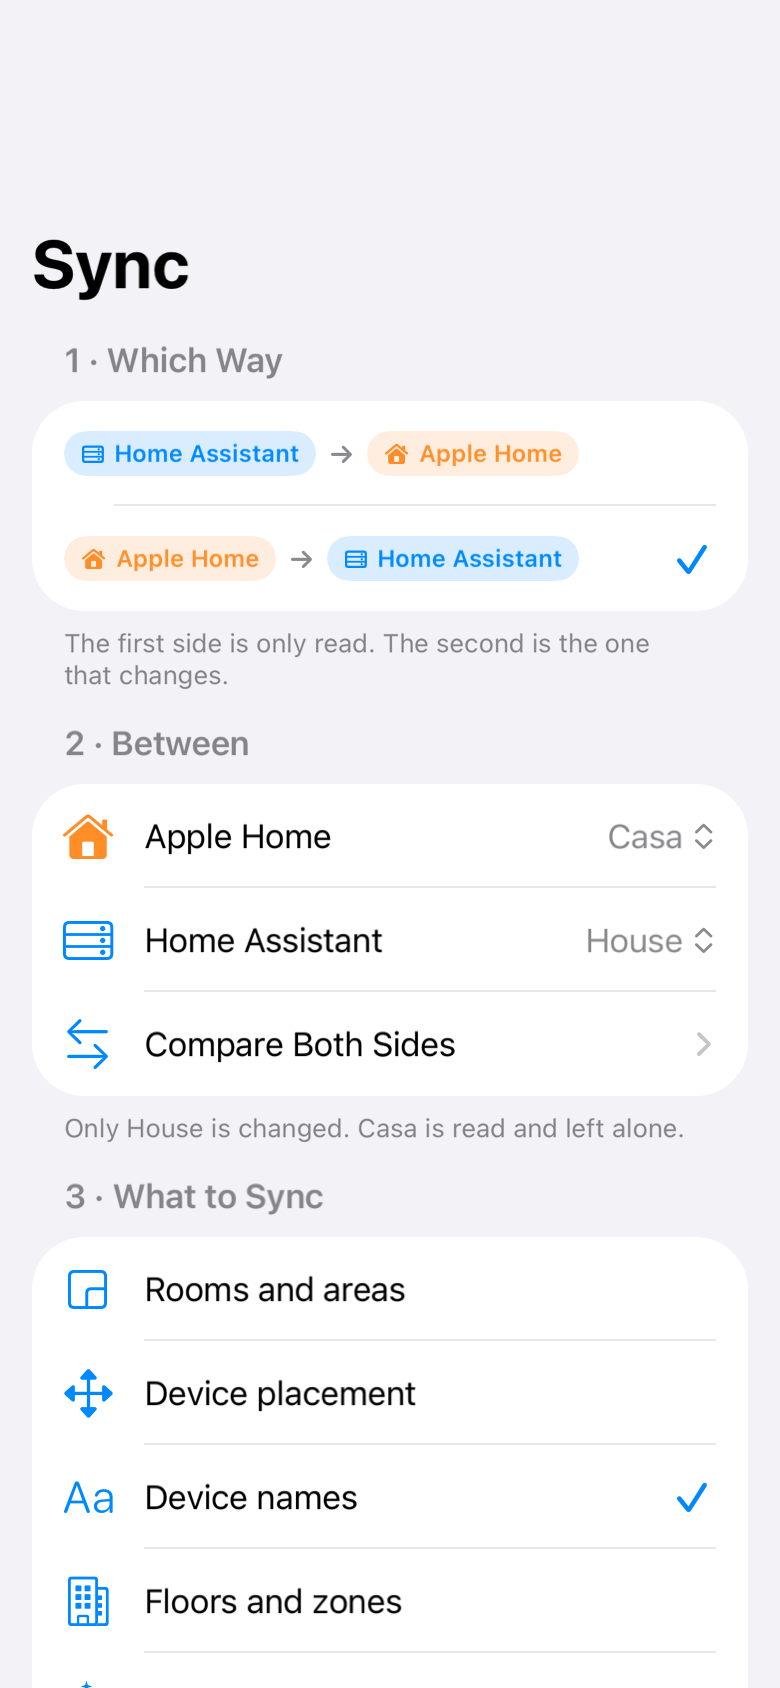 Sync
1 · Which Way
Home Assistant → Apple Home
Apple Home → Home Assistant
The first side is only read. The second is the one
that changes.
2 · Between
Apple Home Casa
Home Assistant House
Compare Both Sides
Only House is changed. Casa is read and left alone.
3 · What to Sync
Rooms and areas
Device placement
Aa Device names
Floors and zones